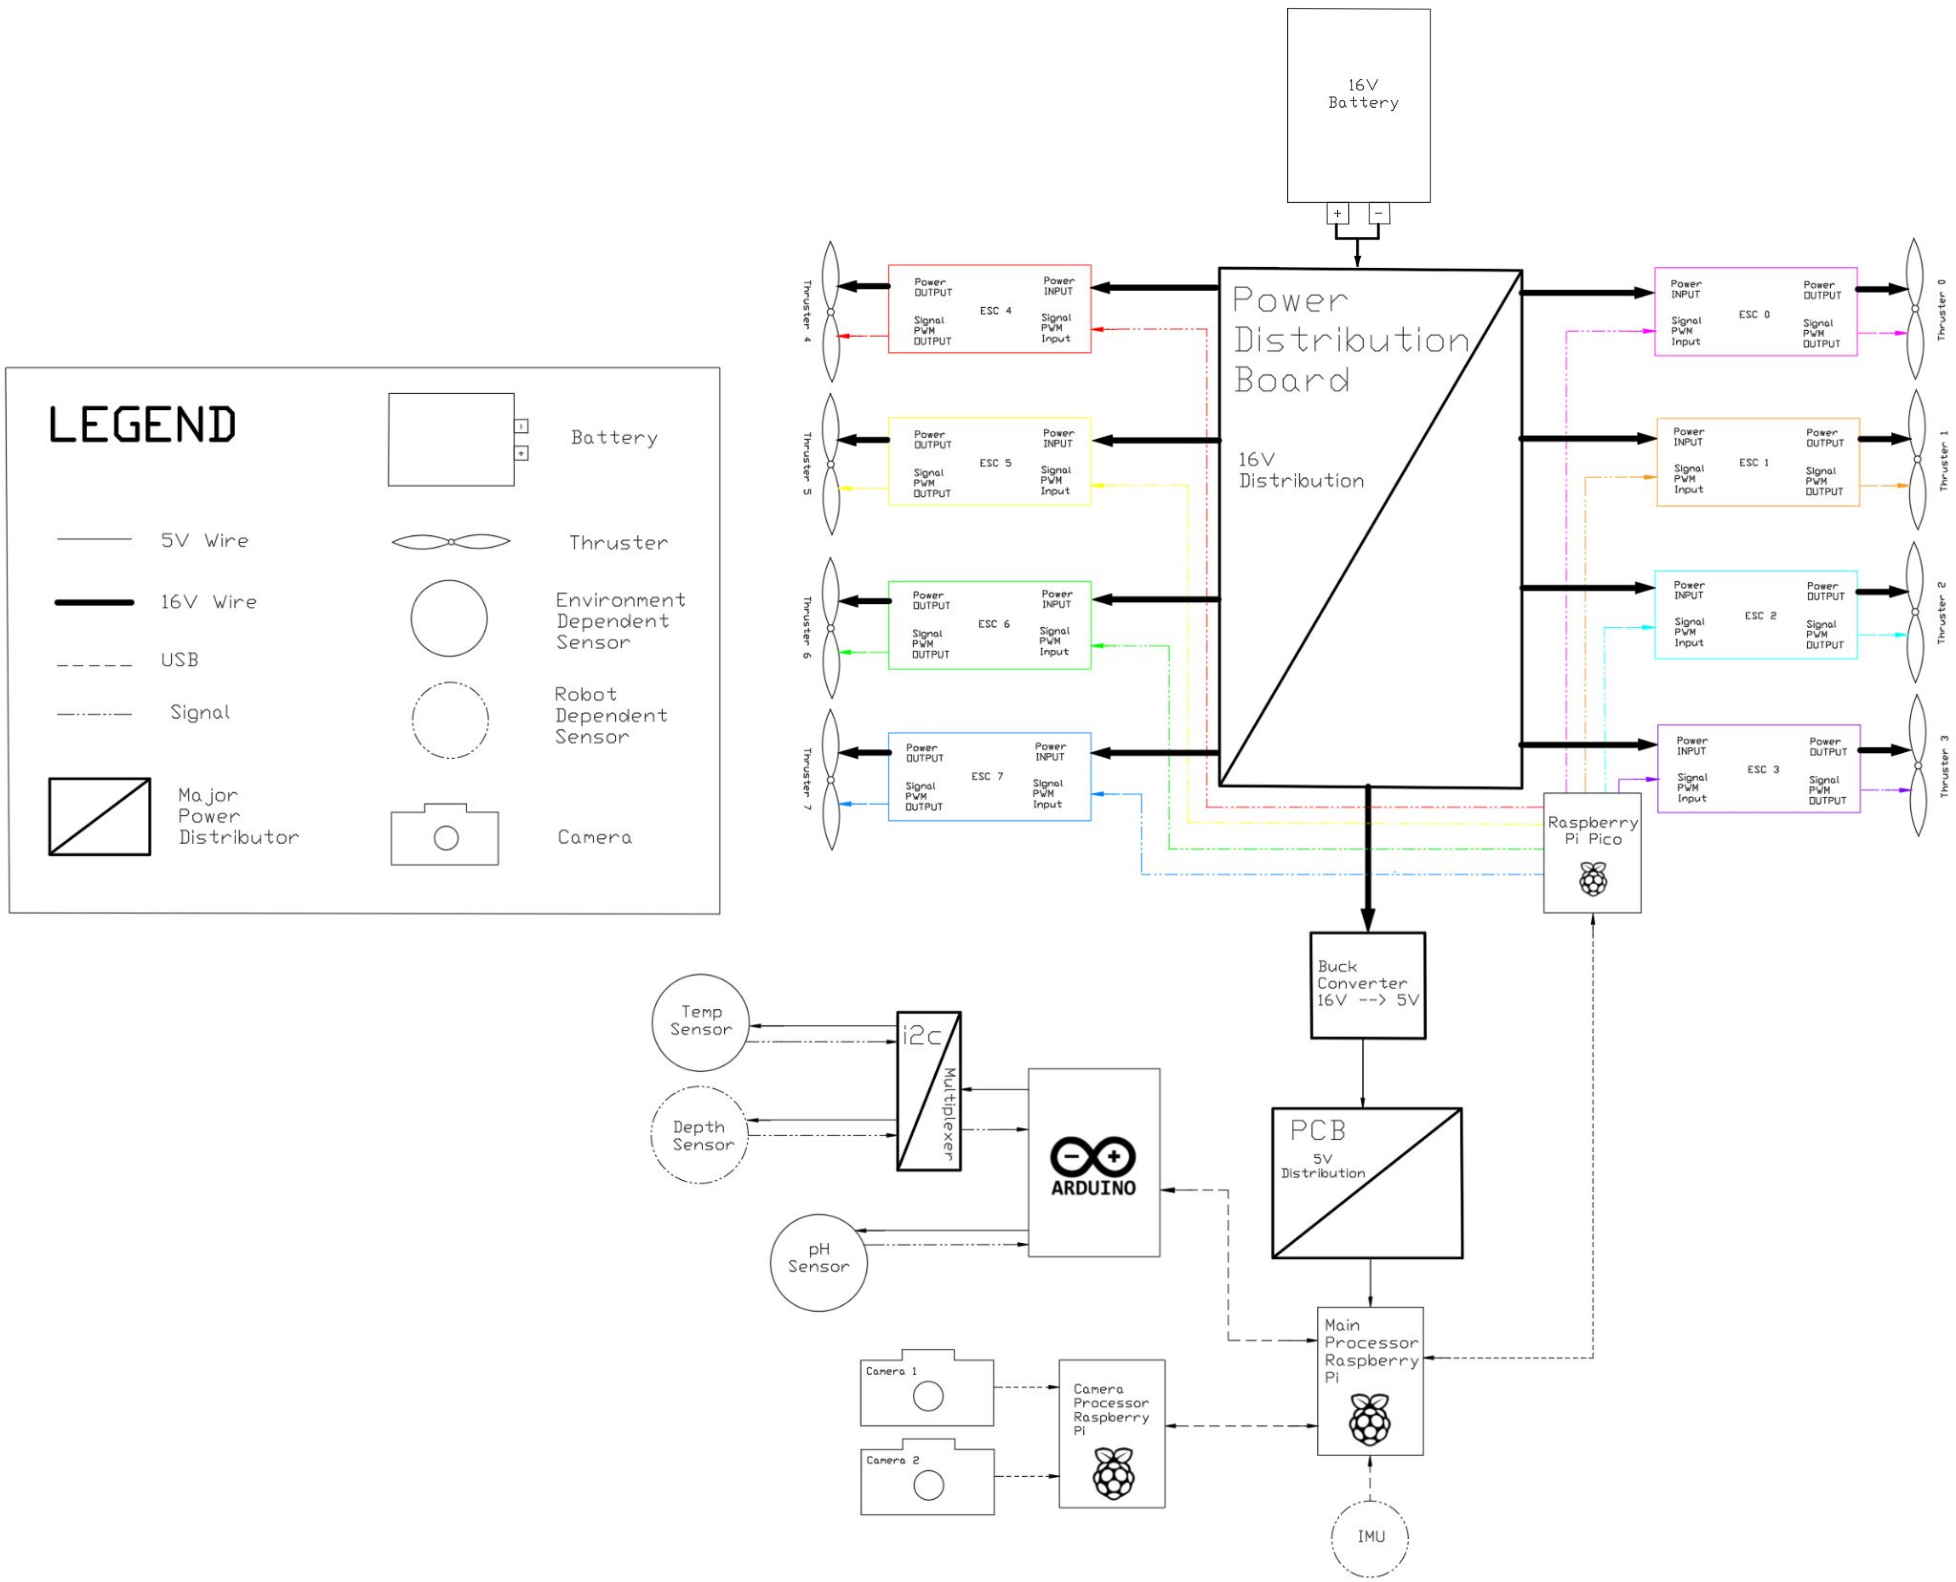 16V
Battery
+ -
Power
Distribution
Board
16V
Distribution
Thruster 4
Power
OUTPUT
Signal
PWM
OUTPUT
ESC 4
Power
INPUT
Signal
PWM
Input
Thruster 5
Power
OUTPUT
Signal
PWM
OUTPUT
ESC 5
Power
INPUT
Signal
PWM
Input
Thruster 6
Power
OUTPUT
Signal
PWM
OUTPUT
ESC 6
Power
INPUT
Signal
PWM
Input
Thruster 7
Power
OUTPUT
Signal
PWM
OUTPUT
ESC 7
Power
INPUT
Signal
PWM
Input
Power
INPUT
Signal
PWM
Input
ESC 0
Power
OUTPUT
Signal
PWM
OUTPUT
Thruster 0
Power
INPUT
Signal
PWM
Input
ESC 1
Power
OUTPUT
Signal
PWM
OUTPUT
Thruster 1
Power
INPUT
Signal
PWM
Input
ESC 2
Power
OUTPUT
Signal
PWM
OUTPUT
Thruster 2
Power
INPUT
Signal
PWM
Input
ESC 3
Power
OUTPUT
Signal
PWM
OUTPUT
Thruster 3
Raspberry
Pi Pico
LEGEND
5V Wire
16V Wire
USB
Signal
Major
Power
Distributor
-
+
Battery
Thruster
Environment
Dependent
Sensor
Robot
Dependent
Sensor
Camera
Buck
Converter
16V --> 5V
Temp
Sensor
Depth
Sensor
i2c
Multiplexer
ARDUINO
pH
Sensor
PCB
5V
Distribution
Main
Processor
Raspberry
Pi
Camera 1
Camera 2
Camera
Processor
Raspberry
Pi
IMU